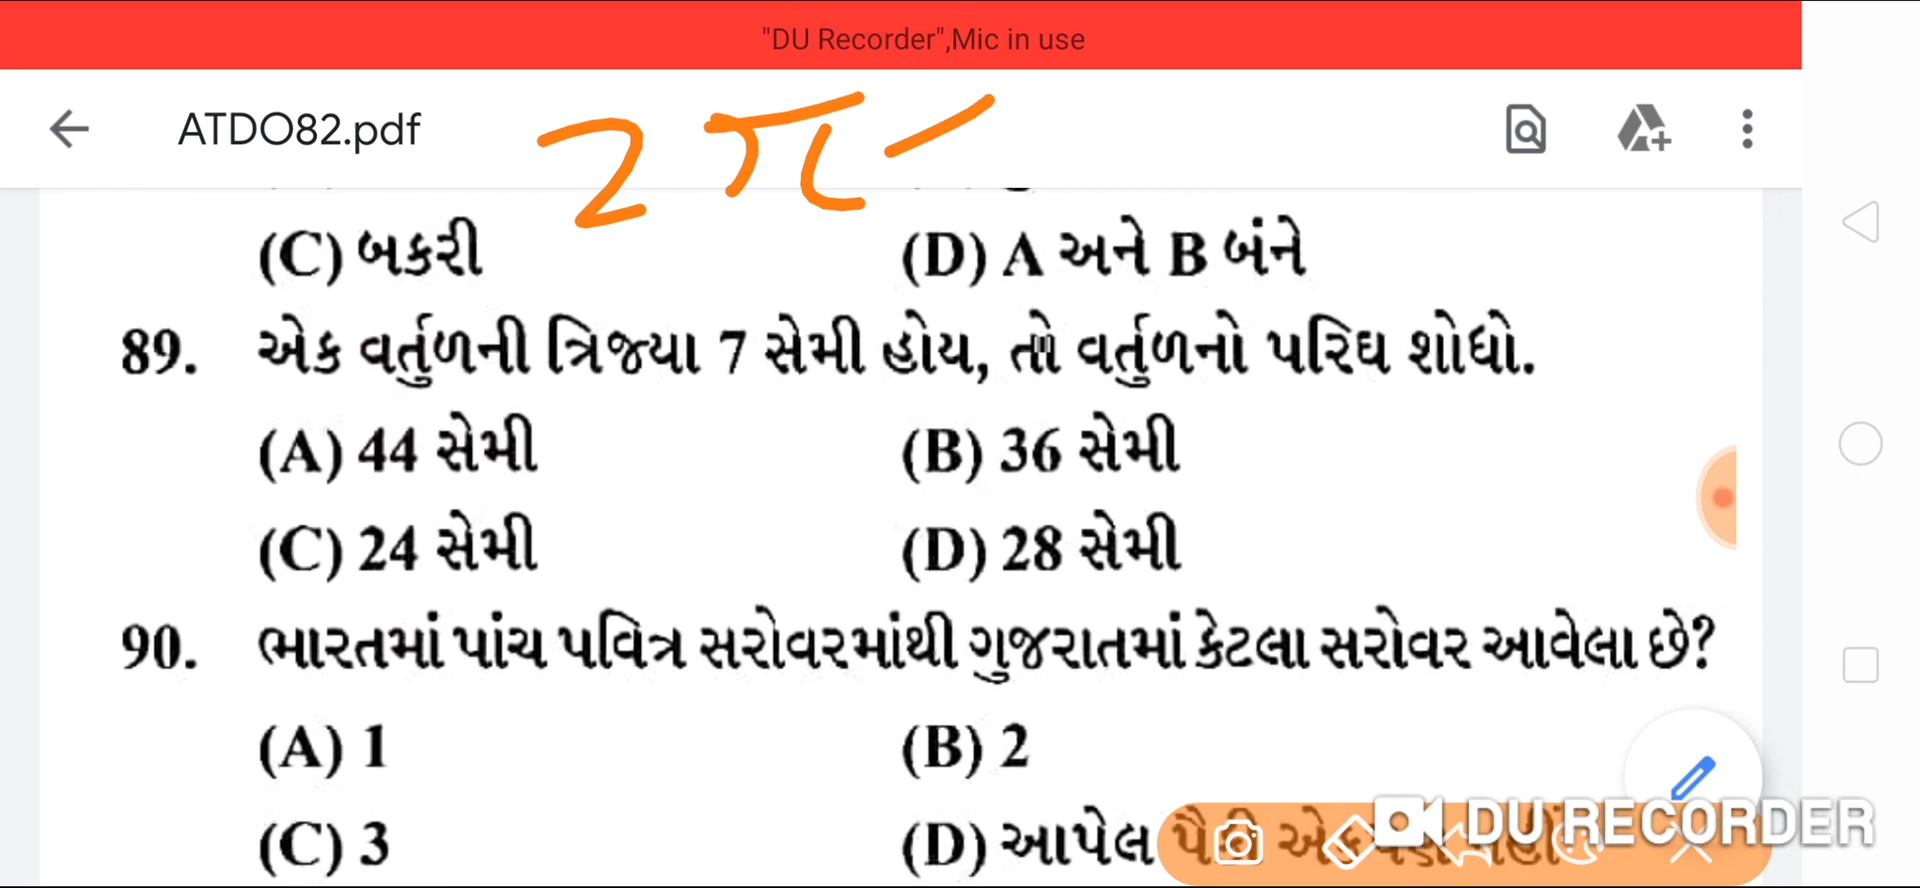 "DU Recorder",Mic in use
ATDO82.pdf 2 π
(C) બકરી (D) A અને B બંને
89. એક વર્તુળની ત્રિજ્યા 7 સેમી હોય, તો વર્તુળનો પરિઘ શોધો.
(A) 44 સેમી (B) 36 સેમી
(C) 24 સેમી (D) 28 સેમી
90. ભારતમાં પાંચ પવિત્ર સરોવરમાંથી ગુજરાતમાં કેટલા સરોવર આવેલા છે?
(A) 1 (B) 2
DU RECORDER
(C) 3 (D) આપેલ પૈકી